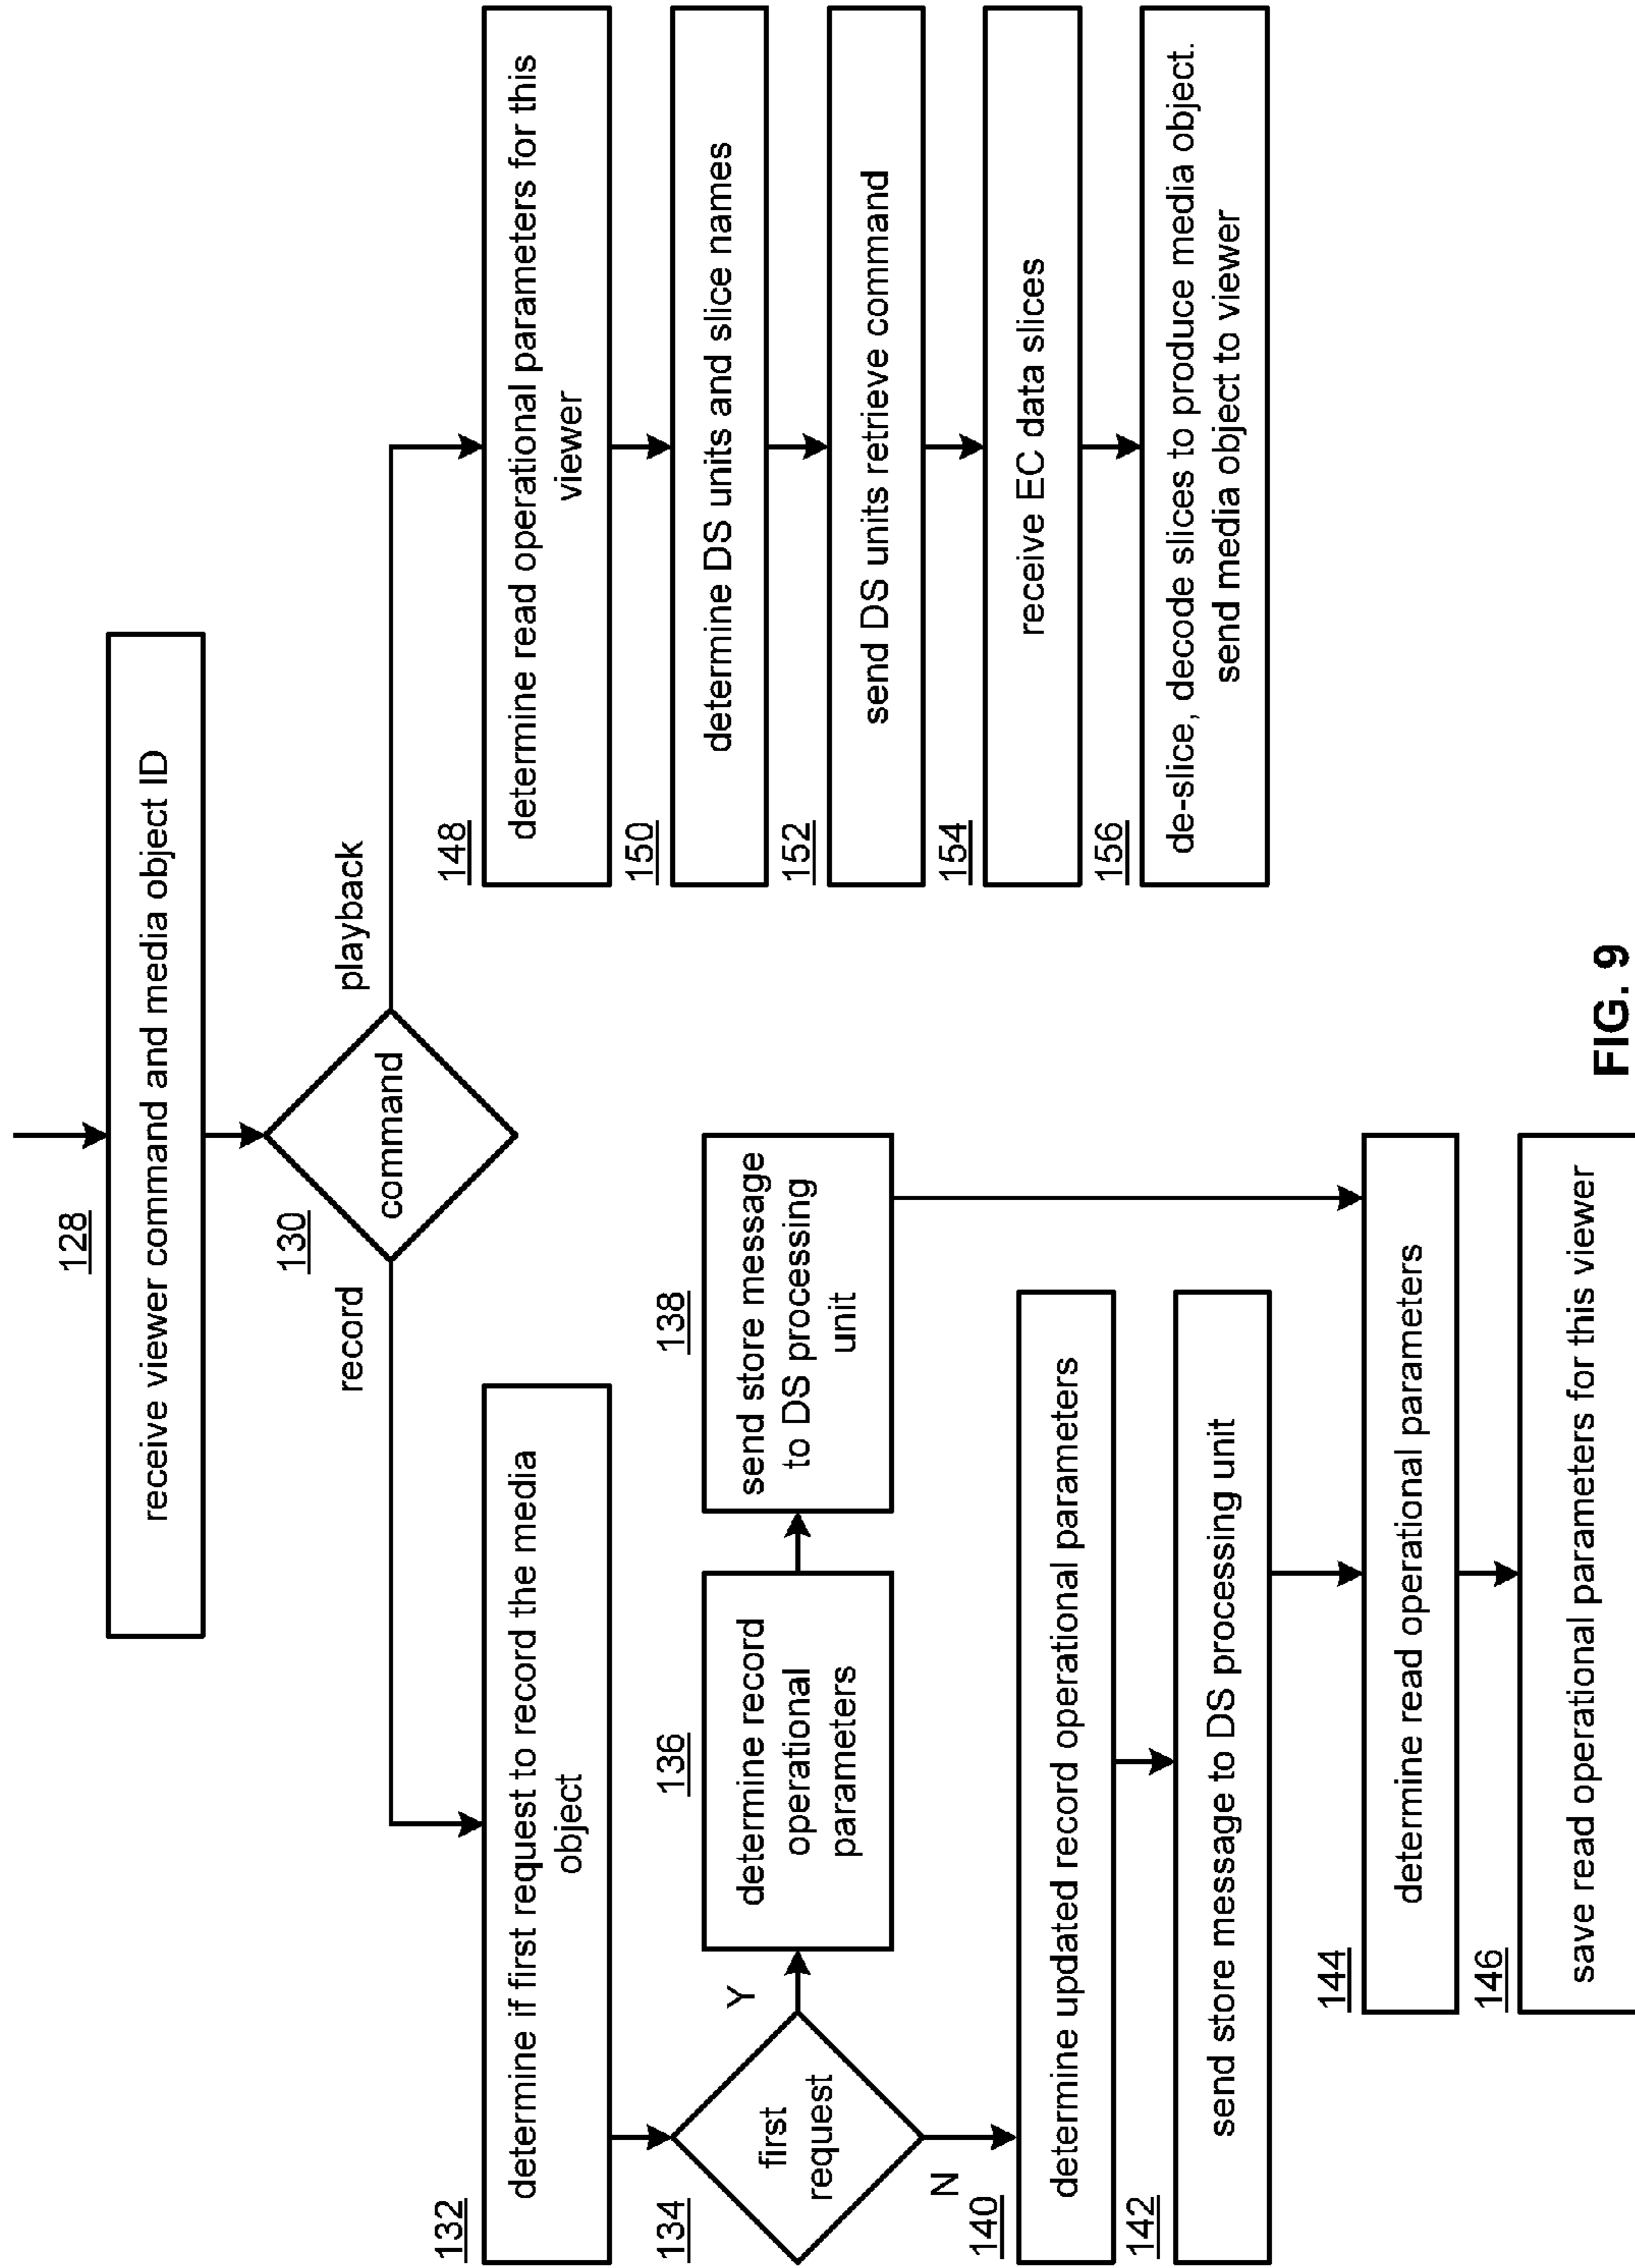 128
receive viewer command and media object ID
130
command
record
playback
132
determine if first request to record the media
object
134
first
request
Y
N
136
determine record
operational
parameters
138
send store message
to DS processing
unit
140
determine updated record operational parameters
142
send store message to DS processing unit
144
determine read operational parameters
146
save read operational parameters for this viewer
148
determine read operational parameters for this
viewer
150
determine DS units and slice names
152
send DS units retrieve command
154
receive EC data slices
156
de-slice, decode slices to produce media object.
send media object to viewer
FIG. 9